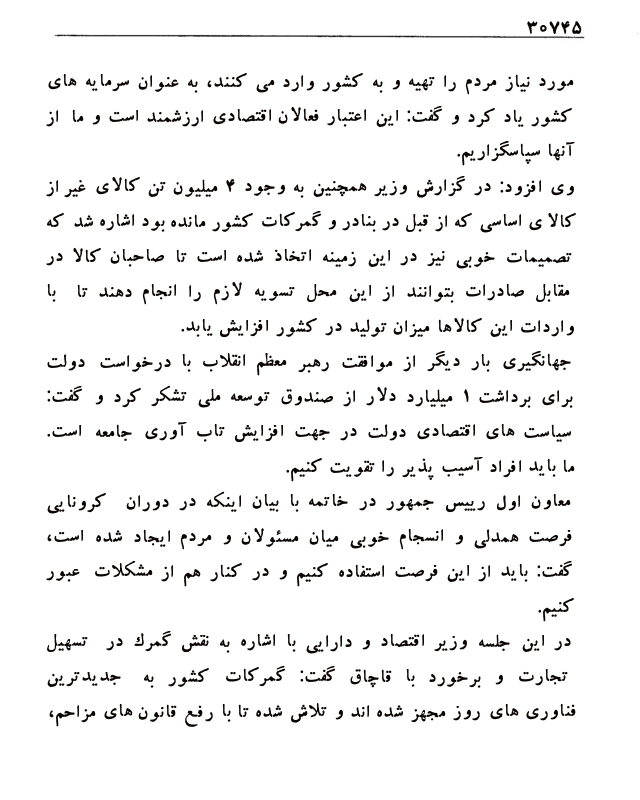 ۳۰۷۴۵
مورد نیاز مردم را تهیه و به کشور وارد می کنند، به عنوان سرمایه های
کشور یاد کرد و گفت: این اعتبار فعالان اقتصادی ارزشمند است و ما از
آنها سپاسگزاریم.
وی افزود: در گزارش وزیر همچنین به وجود ۴ میلیون تن کالای غیر از
کالا ی اساسی که از قبل در بنادر و گمرکات کشور مانده بود اشاره شد که
تصمیمات خوبی نیز در این زمینه اتخاذ شده است تا صاحبان کالا در
مقابل صادرات بتوانند از این محل تسویه لازم را انجام دهند تا با
واردات این کالاها میزان تولید در کشور افزایش یابد.
جهانگیری بار دیگر از موافقت رهبر معظم انقلاب با درخواست دولت
برای برداشت ۱ میلیارد دلار از صندوق توسعه ملی تشکر کرد و گفت:
سیاست های اقتصادی دولت در جهت افزایش تاب آوری جامعه است.
ما باید افراد آسیب پذیر را تقویت کنیم.
معاون اول رییس جمهور در خاتمه با بیان اینکه در دوران کرونایی
فرصت همدلی و انسجام خوبی میان مسئولان و مردم ایجاد شده است،
گفت: باید از این فرصت استفاده کنیم و در کنار هم از مشکلات عبور
کنیم.
در این جلسه وزیر اقتصاد و دارایی با اشاره به نقش گمرك در تسهیل
تجارت و برخورد با قاچاق گفت: گمرکات کشور به جدیدترین
فناوری های روز مجهز شده اند و تلاش شده تا با رفع قانون های مزاحم،